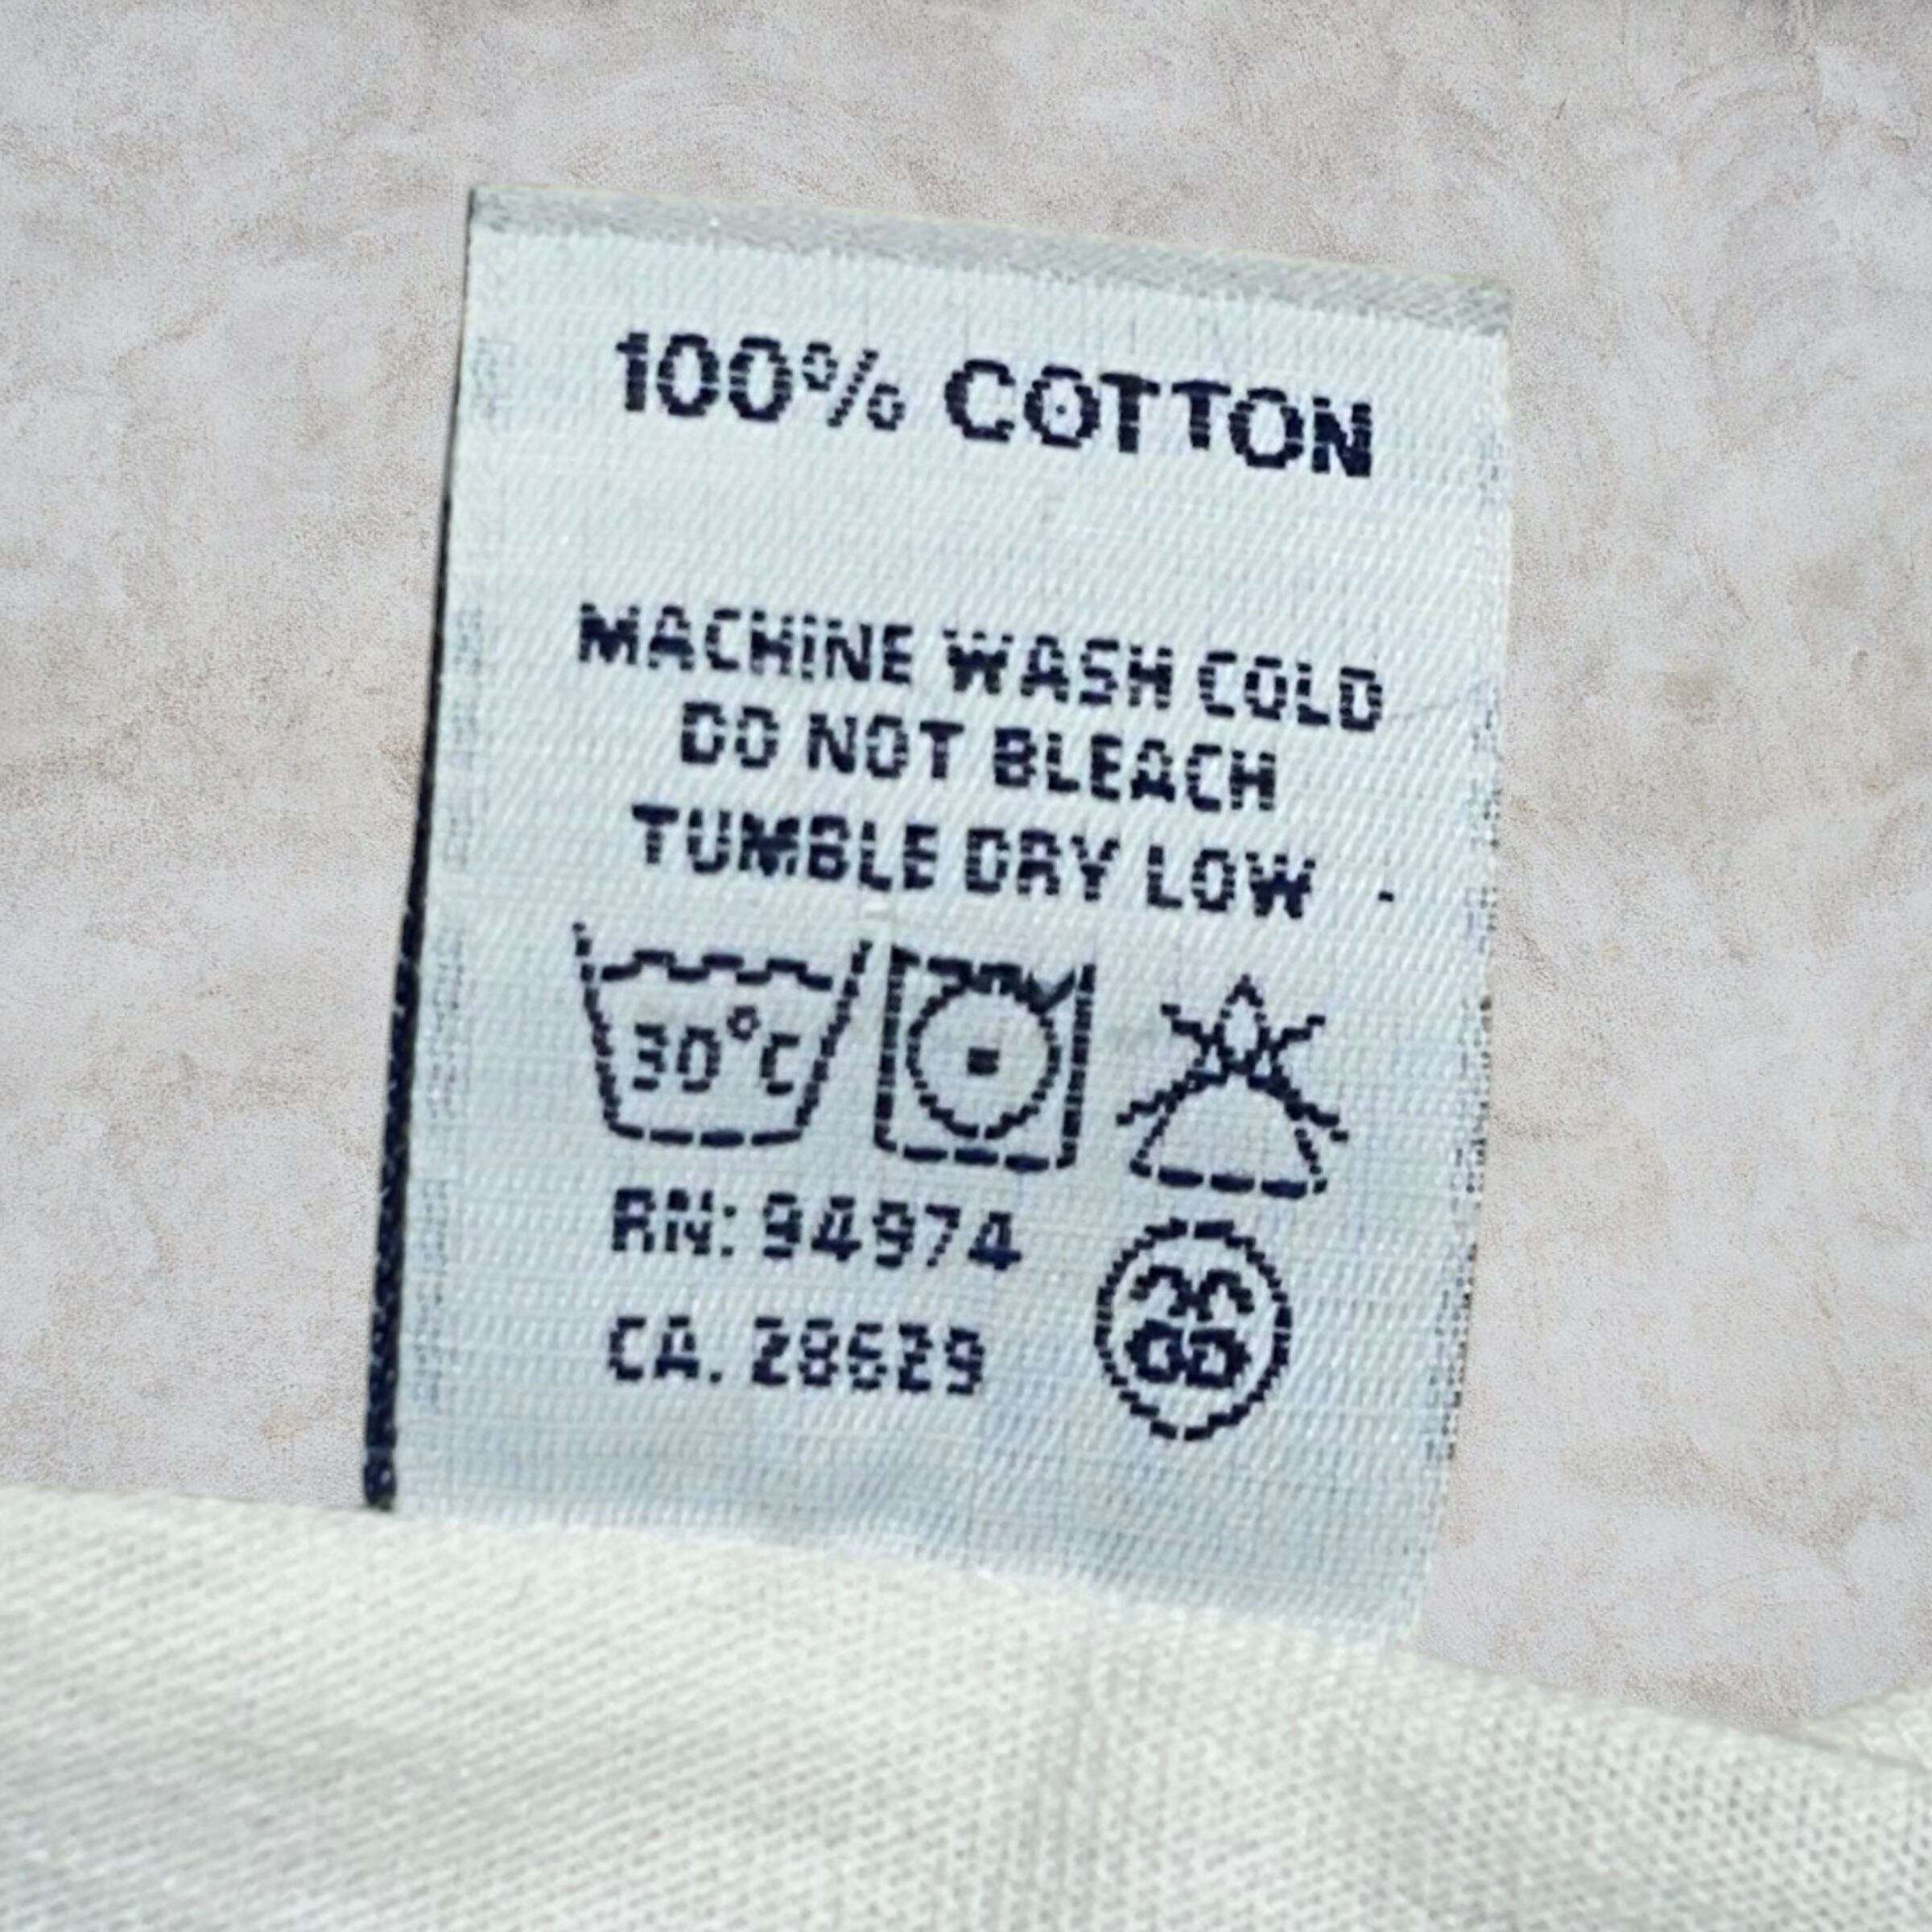 100% COTTON
MACHINE WASH COLD
DO NOT BLEACH
TUMBLE DRY LOW -
30°C
RN: 94974
CA. 28629